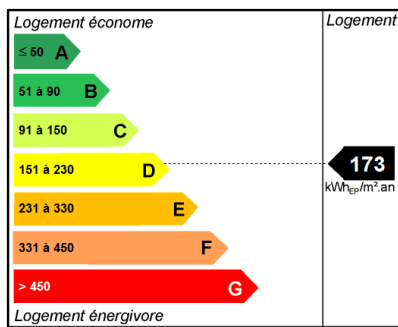 Logement économe
Logement
≤ 50 A
51 à 90 B
91 à 150 C
151 à 230 D
173
kWhEP/m².an
231 à 330 E
331 à 450 F
> 450 G
Logement énergivore